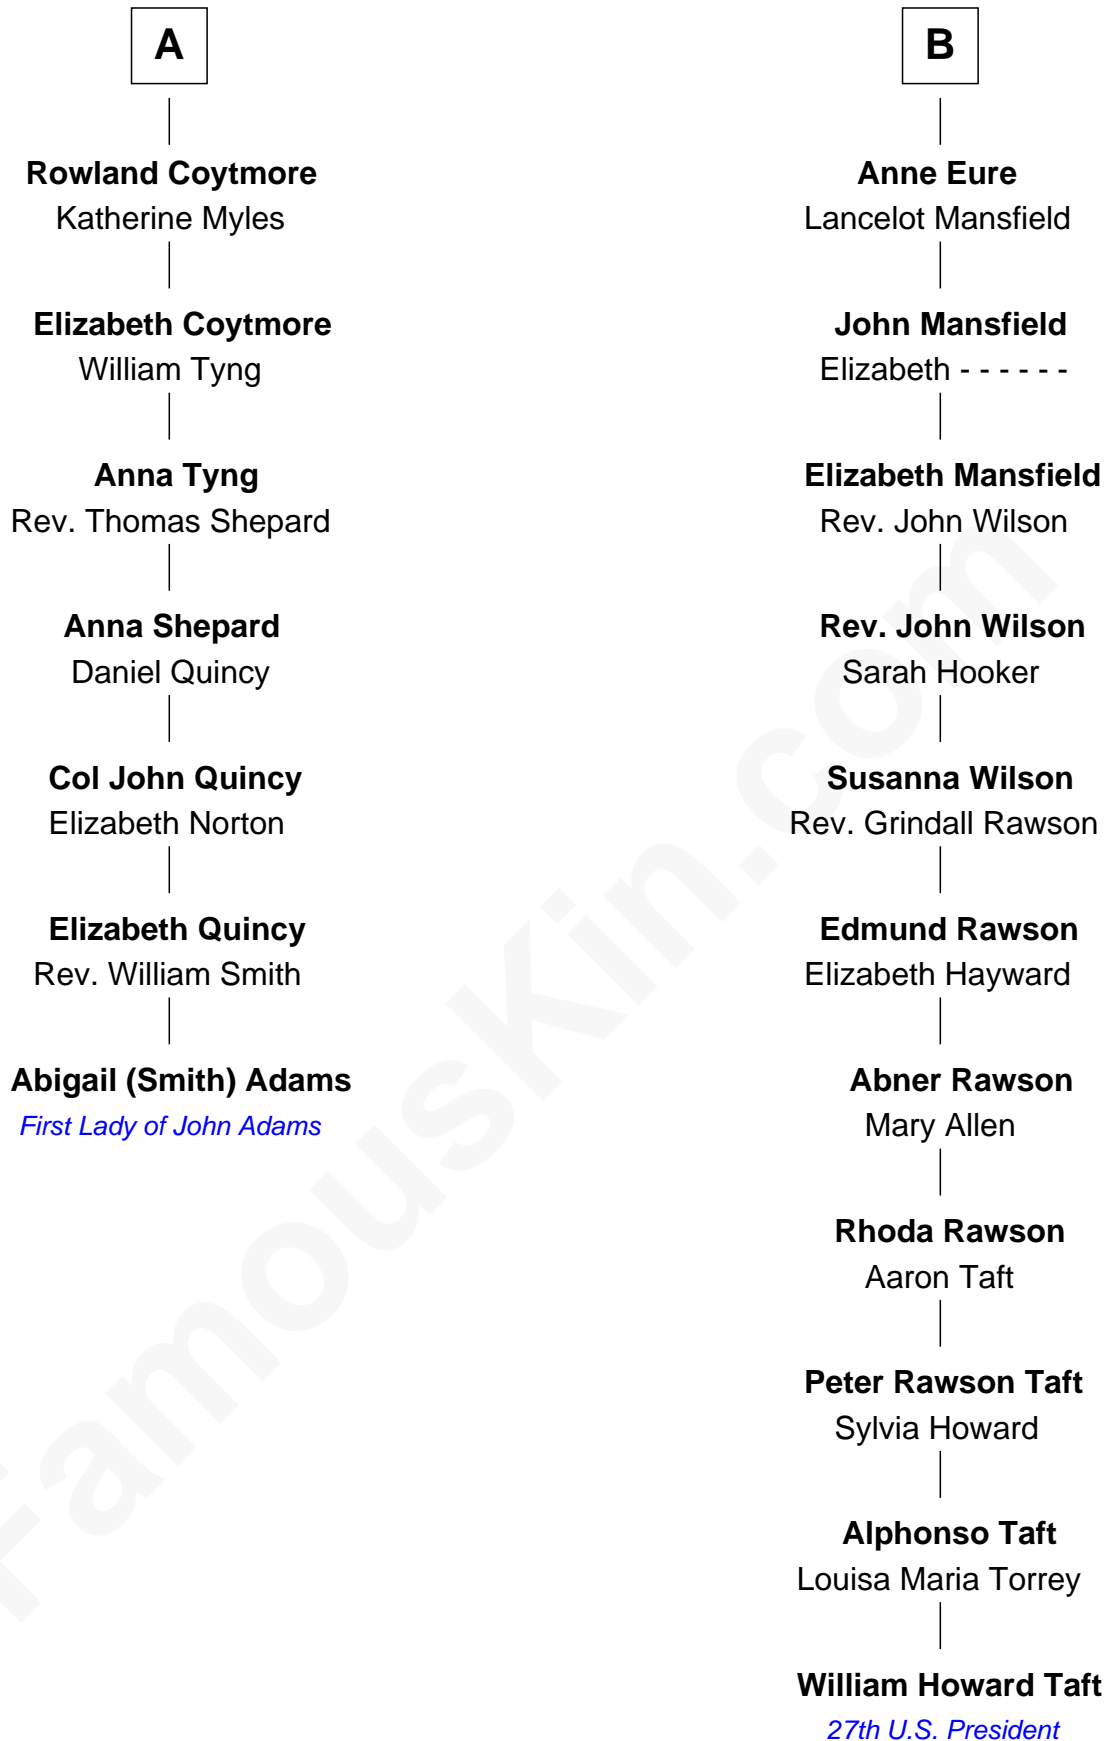 A
Rowland Coytmore
Katherine Myles
Elizabeth Coytmore
William Tyng
Anna Tyng
Rev. Thomas Shepard
Anna Shepard
Daniel Quincy
Col John Quincy
Elizabeth Norton
Elizabeth Quincy
Rev. William Smith
Abigail (Smith) Adams
First Lady of John Adams
B
Anne Eure
Lancelot Mansfield
John Mansfield
Elizabeth - - - - - -
Elizabeth Mansfield
Rev. John Wilson
Rev. John Wilson
Sarah Hooker
Susanna Wilson
Rev. Grindall Rawson
Edmund Rawson
Elizabeth Hayward
Abner Rawson
Mary Allen
Rhoda Rawson
Aaron Taft
Peter Rawson Taft
Sylvia Howard
Alphonso Taft
Louisa Maria Torrey
William Howard Taft
27th U.S. President
FamousKin.com